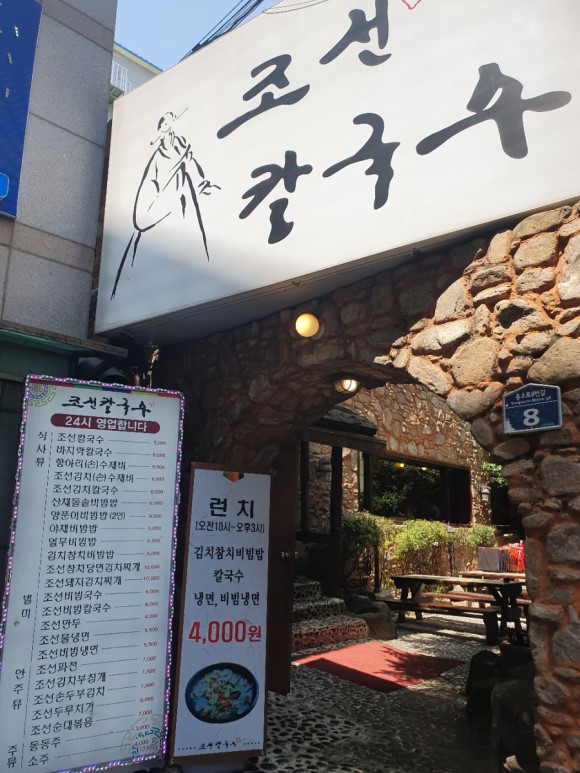 조선
칼국수
조선칼국수
24시 영업합니다
식사류
조선칼국수
바지락칼국수
항아리(손)수제비
조선김치(손)수제비
조선김치칼국수
산채돌솥비빔밥
양푼이비빔밥(2인)
야채비빔밥
열무비빔밥
김치참치비빔밥
조선참치당면김치찌개
조선돼지김치찌개
별미
조선비빔국수
조선비빔칼국수
조선만두
조선물냉면
조선비빔냉면
안주류
조선파전
조선김치부침개
조선손두부김치
조선두루치기
조선순대볶음
주류
동동주
소주
런치
(오전10시~오후3시)
김치참치비빔밥
칼국수
냉면, 비빔냉면
4,000원
조선칼국수
8